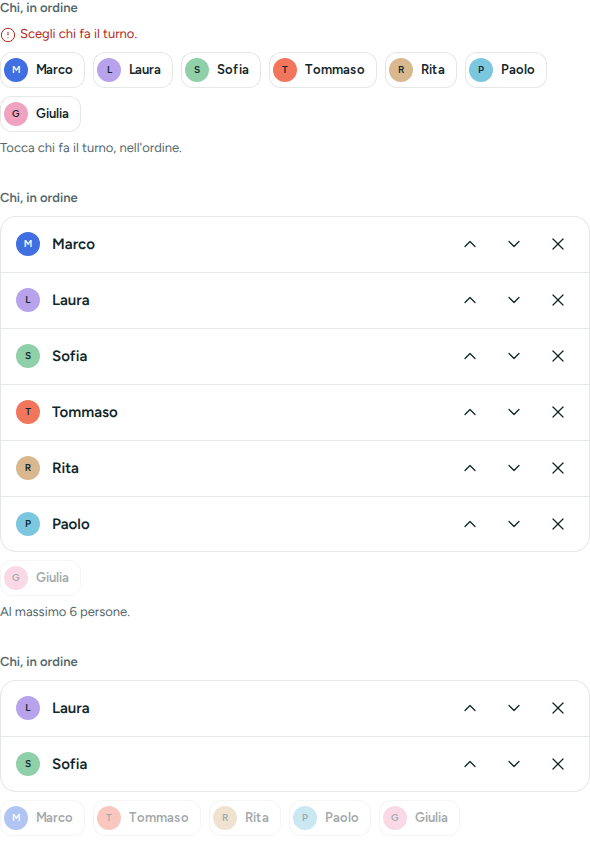 Chi, in ordine
Scegli chi fa il turno.
M Marco L Laura S Sofia T Tommaso R Rita P Paolo
G Giulia
Tocca chi fa il turno, nell'ordine.
Chi, in ordine
M Marco
L Laura
S Sofia
T Tommaso
R Rita
P Paolo
G Giulia
Al massimo 6 persone.
Chi, in ordine
L Laura
S Sofia
M Marco T Tommaso R Rita P Paolo G Giulia